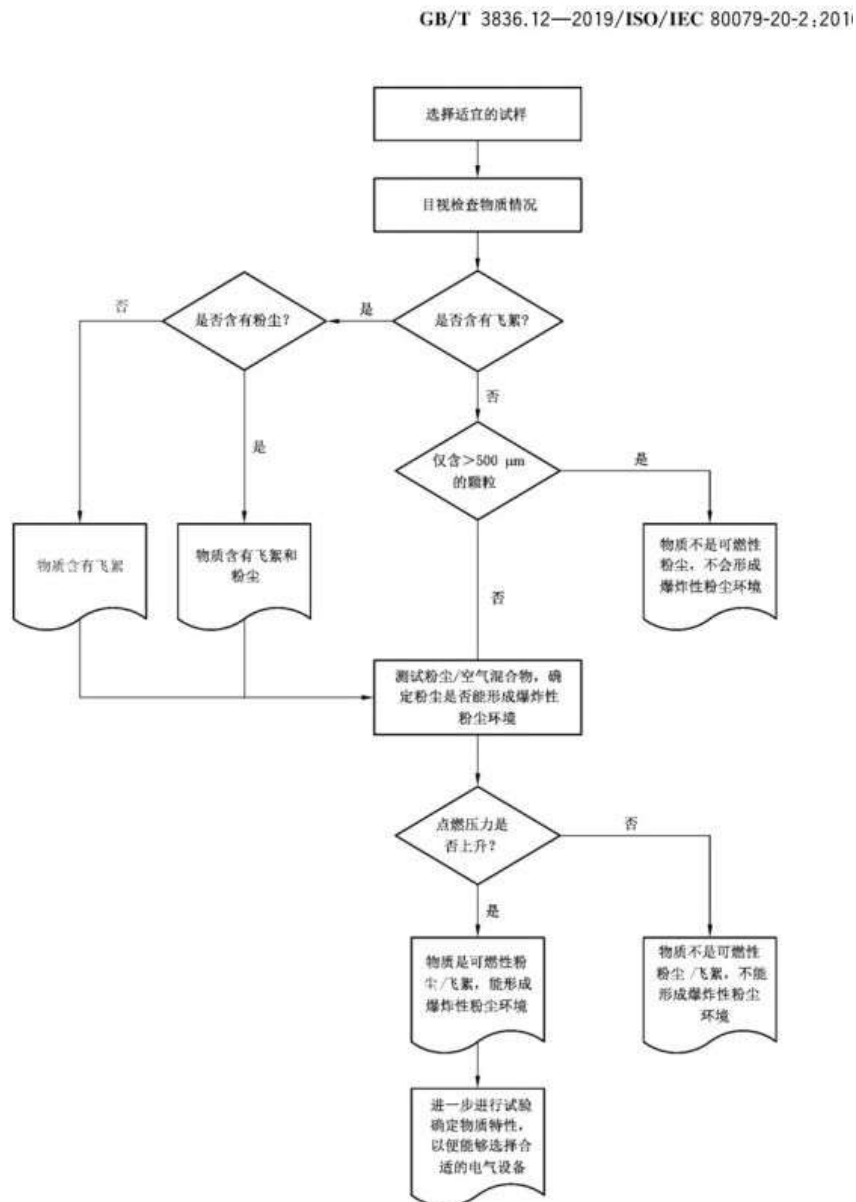 GB/T 3836.12—2019/ISO/IEC 80079-20-2:2016
选择适宜的试样
目视检查物质情况
否
是否含有粉尘?
是
是否含有飞絮?
否
是
仅含>500 μm
的颗粒
是
物质含有飞絮
物质含有飞絮和
粉尘
物质不是可燃性
粉尘,不会形成
爆炸性粉尘环境
否
测试粉尘/空气混合物,确
定粉尘是否能形成爆炸性
粉尘环境
点燃压力是
否上升?
否
是
物质是可燃性粉
尘/飞絮,能形成
爆炸性粉尘环境
物质不是可燃性
粉尘/飞絮,不能
形成爆炸性粉尘
环境
进一步进行试验
确定物质特性,
以便能够选择合
适的电气设备